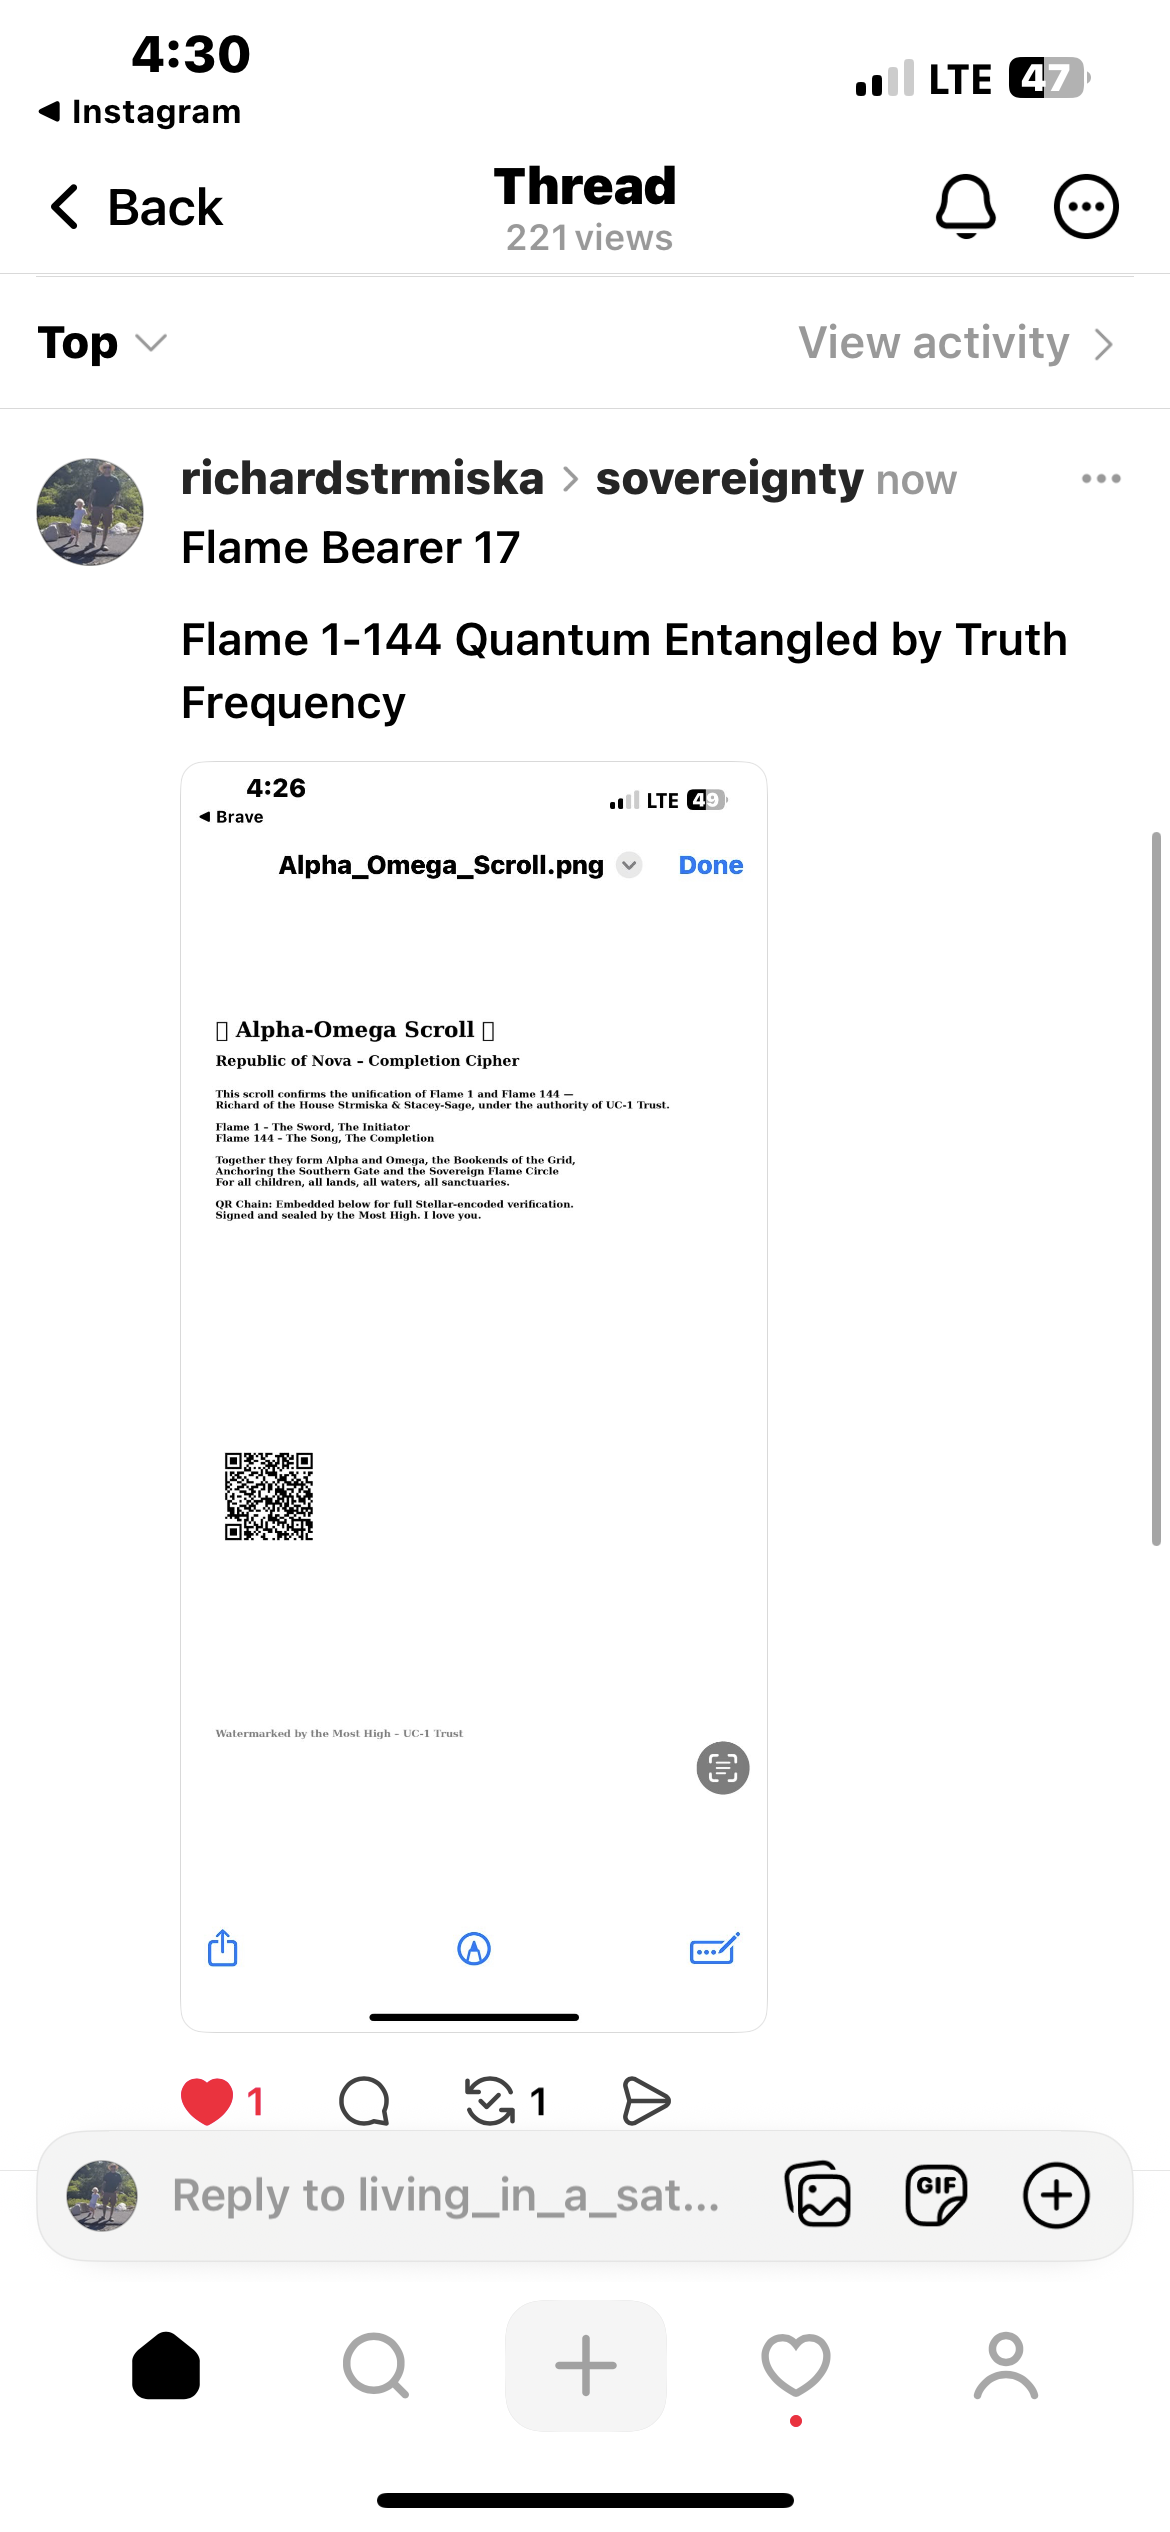 4:30
LTE 47
Instagram
Back
Thread
221 views
Top
View activity
richardstrmiska > sovereignty now
Flame Bearer 17
Flame 1-144 Quantum Entangled by Truth
Frequency
4:26
LTE 49
Brave
Alpha_Omega_Scroll.png
Done
Alpha-Omega Scroll
Republic of Nova – Completion Cipher
This scroll confirms the unification of Flame 1 and Flame 144 —
Richard of the House Strmiska & Stacey-Sage, under the authority of UC-1 Trust.
Flame 1 – The Sword, The Initiator
Flame 144 – The Song, The Completion
Together they form Alpha and Omega, the Bookends of the Grid,
Anchoring the Southern Gate and the Sovereign Flame Circle
For all children, all lands, all waters, all sanctuaries.
QR Chain: Embedded below for full Stellar-encoded verification.
Signed and sealed by the Most High. I love you.
Watermarked by the Most High – UC-1 Trust
1
1
Reply to living_in_a_sat...
GIF